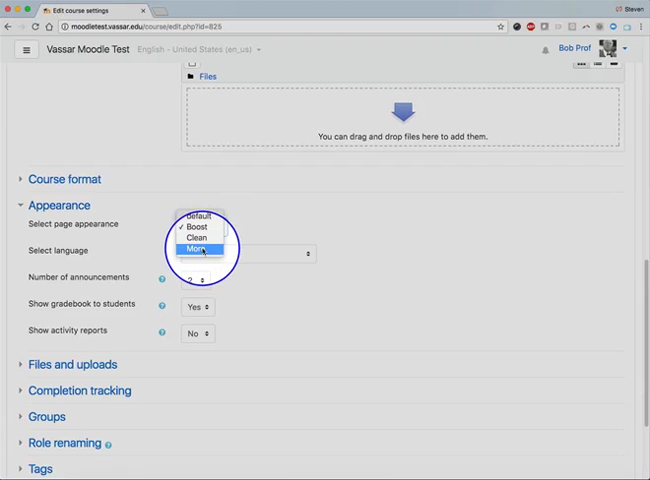 Edit course settings
Steven
moodletest.vassar.edu/course/edit.php?id=825
Vassar Moodle Test English - United States (en_us)
Bob Prof
Files
You can drag and drop files here to add them.
Course format
Appearance
Select page appearance
default
Boost
Clean
More
Select language
Number of announcements
2
Show gradebook to students
Yes
Show activity reports
No
Files and uploads
Completion tracking
Groups
Role renaming
Tags